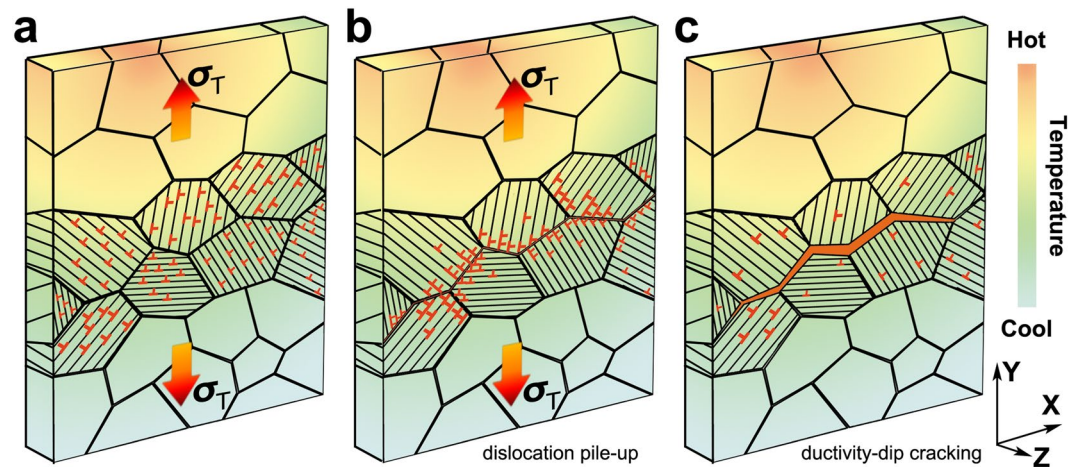 a
b
c
σT
σT
σT
σT
dislocation pile-up
ductivity-dip cracking
Hot
Temperature
Cool
Y
X
Z